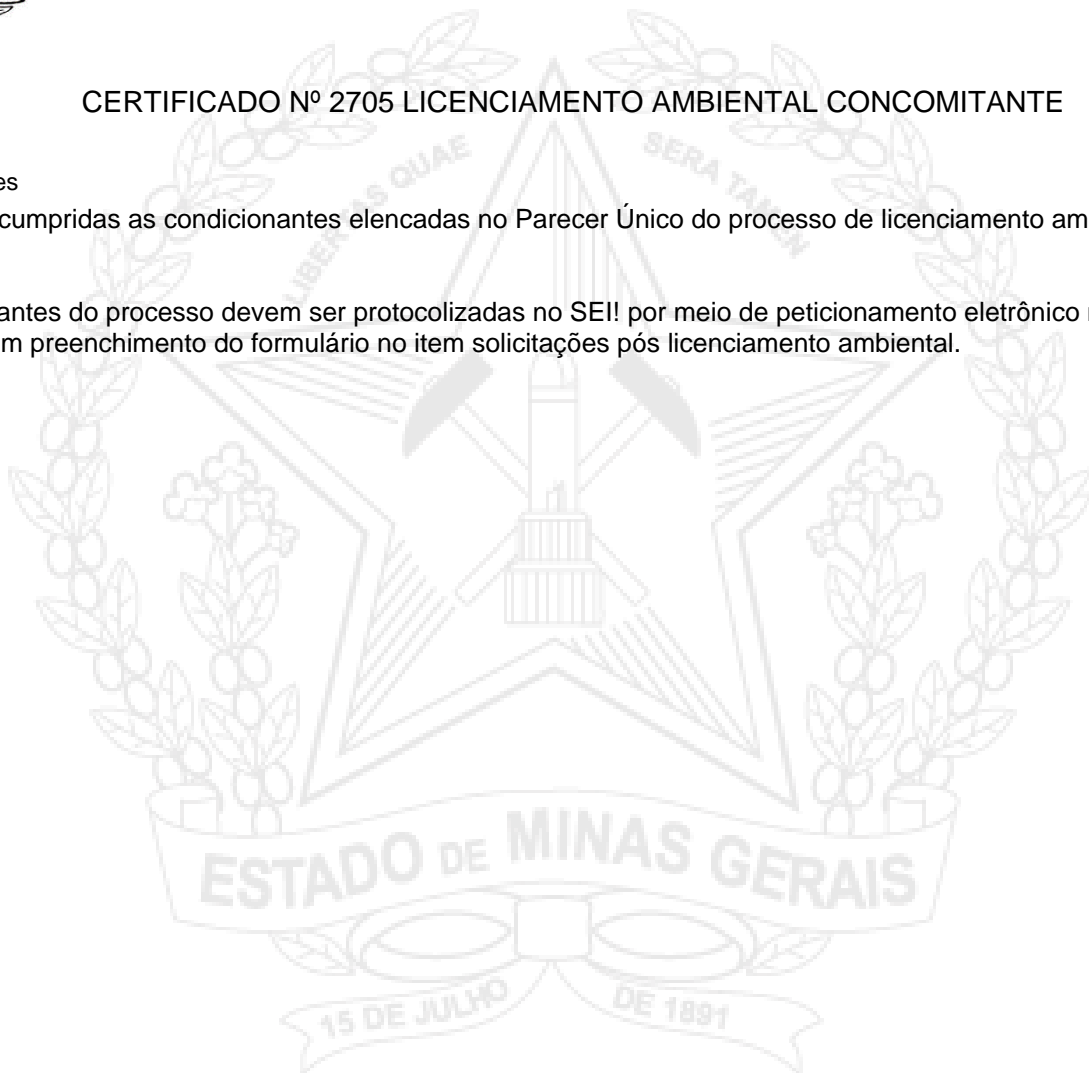 CERTIFICADO Nº 2705 LICENCIAMENTO AMBIENTAL CONCOMITANTE
es
cumpridas as condicionantes elencadas no Parecer Único do processo de licenciamento am
antes do processo devem ser protocolizadas no SEI! por meio de peticionamento eletrônico
m preenchimento do formulário no item solicitações pós licenciamento ambiental.
LIBERTAS QUAE SERA TAMEN
ESTADO DE MINAS GERAIS
15 DE JULHO DE 1891